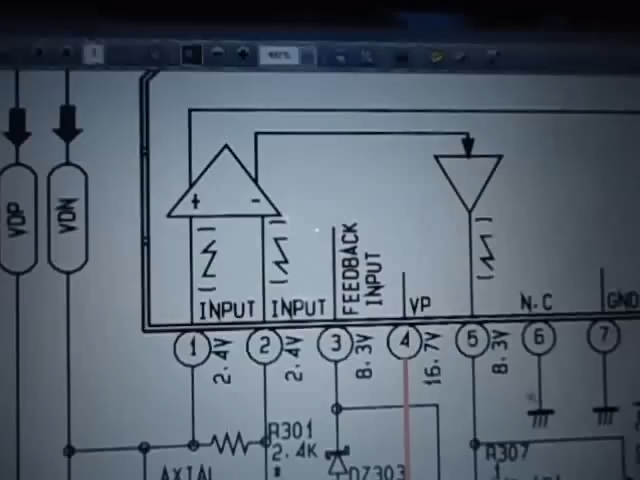 VDP
VDN
+
-
INPUT
INPUT
FEEDBACK
INPUT
VP
N.C
GND
1
2
3
4
5
6
7
2.4V
2.4V
8.3V
16.7V
8.3V
R301
2.4K
DZ303
R307
AXIAL